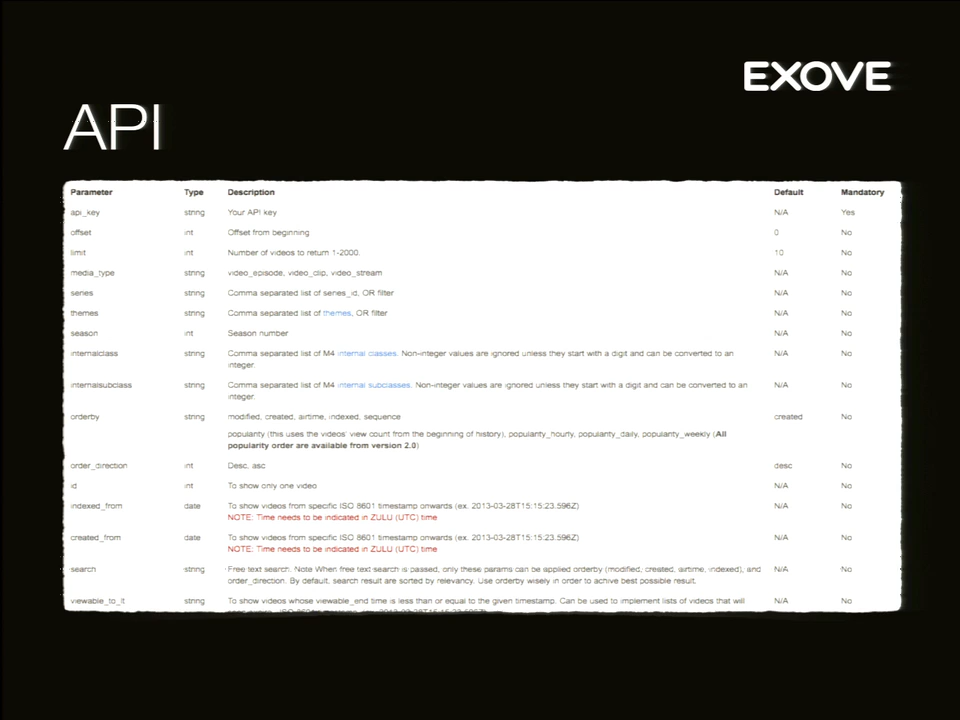 EXOVE
API
Parameter Type Description Default Mandatory
api_key string Your API key N/A Yes
offset int Offset from beginning 0 No
limit int Number of videos to return 1-2000. 10 No
media_type string video_episode, video_clip, video_stream N/A No
series string Comma separated list of series_id, OR filter N/A No
themes string Comma separated list of themes, OR filter N/A No
season int Season number N/A No
internalclass string Comma separated list of M4 internal classes. Non-integer values are ignored unless they start with a digit and can be converted to an N/A No
integer.
internalsubclass string Comma separated list of M4 internal subclasses. Non-integer values are ignored unless they start with a digit and can be converted to an N/A No
integer.
orderby string modified, created, airtime, indexed, sequence created No
popularity (this uses the videos' view count from the beginning of history), popularity_hourly, popularity_daily, popularity_weekly (All
popularity order are available from version 2.0)
order_direction int Desc, asc desc No
id int To show only one video N/A No
indexed_from date To show videos from specific ISO 8601 timestamp onwards (ex. 2013-03-28T15:15:23.596Z) N/A No
NOTE: Time needs to be indicated in ZULU (UTC) time
created_from date To show videos from specific ISO 8601 timestamp onwards (ex. 2013-03-28T15:15:23.596Z) N/A No
NOTE: Time needs to be indicated in ZULU (UTC) time
search string Free text search. Note When free text search is passed, only these params can be applied orderby (modified, created, airtime, indexed), and N/A No
order_direction. By default, search result are sorted by relevancy. Use orderby wisely in order to achive best possible result.
viewable_to_lt string To show videos whose viewable_end time is less than or equal to the given timestamp. Can be used to implement lists of videos that will N/A No